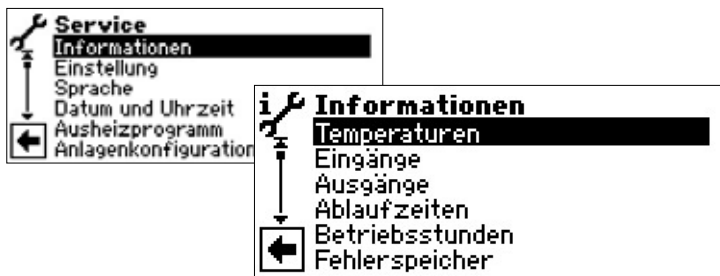 Service
Informationen
Einstellung
Sprache
Datum und Uhrzeit
Ausheizprogramm
Anlagenkonfiguration
Informationen
Temperaturen
Eingänge
Ausgänge
Ablaufzeiten
Betriebsstunden
Fehlerspeicher